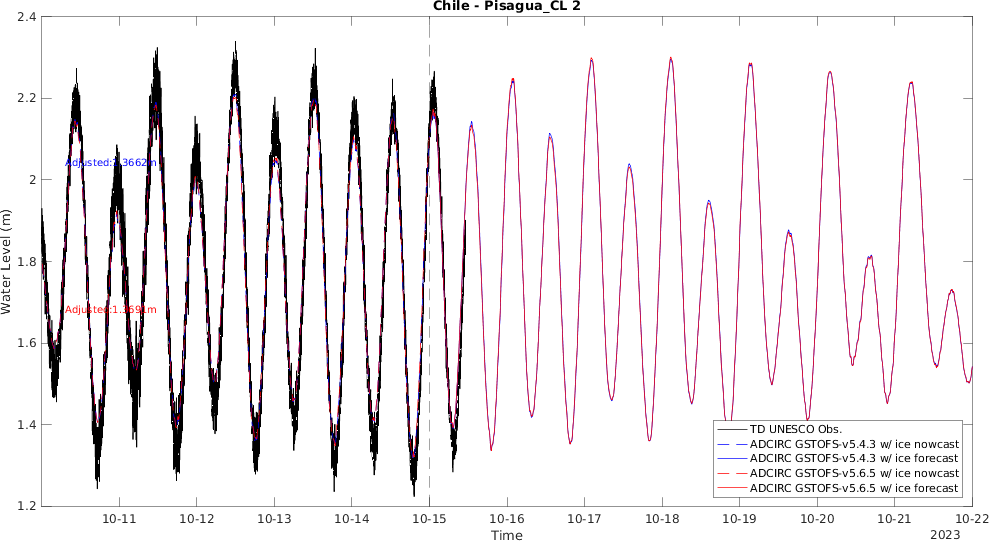 Chile - Pisagua_CL 2
Water Level (m)
2.4
2.2
2
1.8
1.6
1.4
1.2
10-11
10-12
10-13
10-14
10-15
10-16
10-17
10-18
10-19
10-20
10-21
10-22
2023
Time
TD UNESCO Obs.
ADCIRC GSTOFS-v5.4.3 w/ ice nowcast
ADCIRC GSTOFS-v5.4.3 w/ ice forecast
ADCIRC GSTOFS-v5.6.5 w/ ice nowcast
ADCIRC GSTOFS-v5.6.5 w/ ice forecast